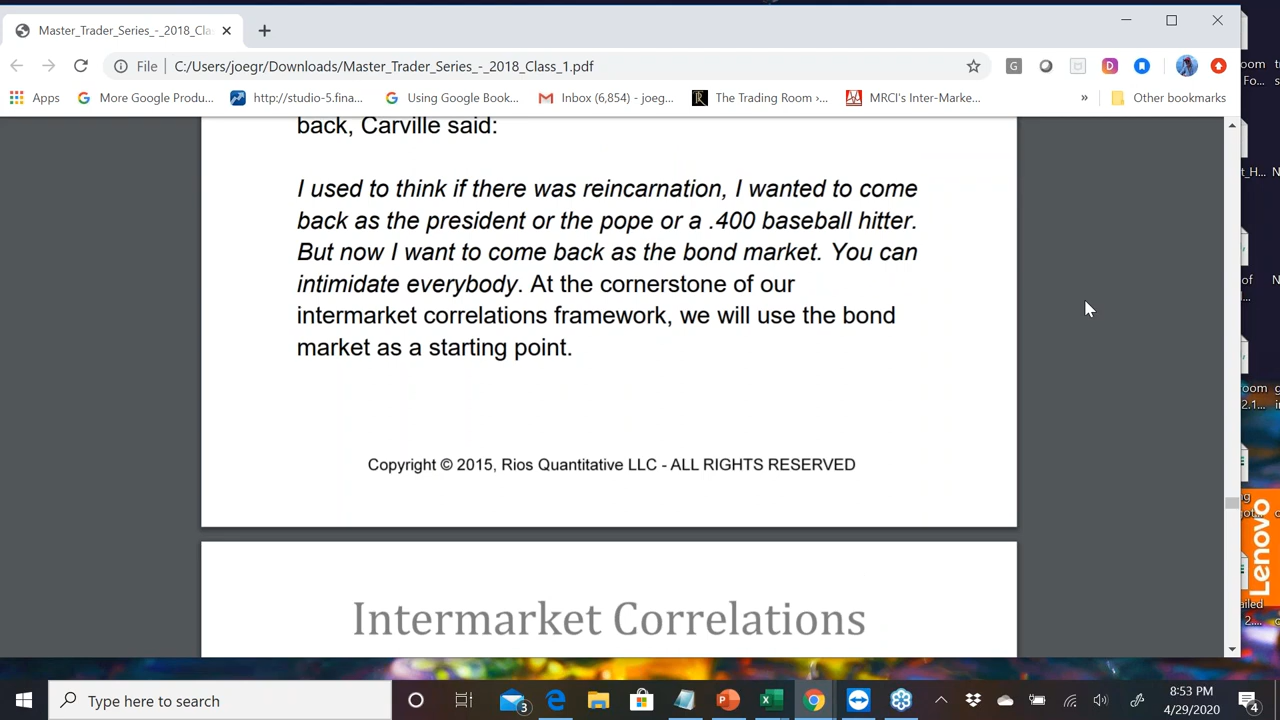 Master_Trader_Series_-_2018_Cla
File C:/Users/joegr/Downloads/Master_Trader_Series_-_2018_Class_1.pdf
Apps More Google Produ... http://studio-5.fina... Using Google Book... Inbox (6,854) - joeg... The Trading Room ›... MRCI's Inter-Marke... » Other bookmarks
back, Carville said:
I used to think if there was reincarnation, I wanted to come
back as the president or the pope or a .400 baseball hitter.
But now I want to come back as the bond market. You can
intimidate everybody. At the cornerstone of our
intermarket correlations framework, we will use the bond
market as a starting point.
Copyright © 2015, Rios Quantitative LLC - ALL RIGHTS RESERVED
Intermarket Correlations
Lenovo
Type here to search
3
8:53 PM
4/29/2020
4